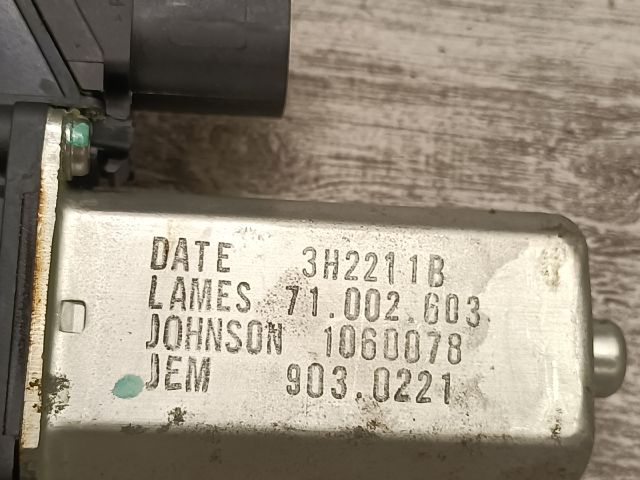 DATE 3H2211B
LAMES 71.002.603
JOHNSON 1060078
JEM 903.0221